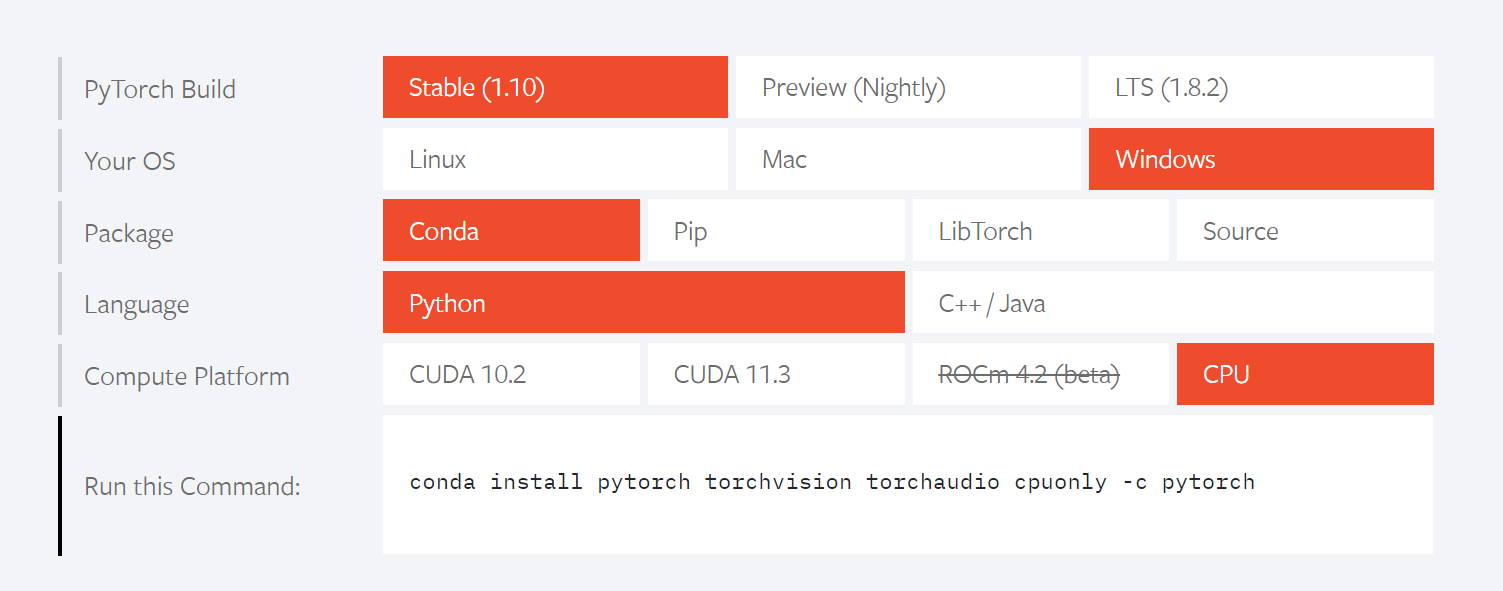 PyTorch Build Stable (1.10) Preview (Nightly) LTS (1.8.2)
Your OS Linux Mac Windows
Package Conda Pip LibTorch Source
Language Python C++ / Java
Compute Platform CUDA 10.2 CUDA 11.3 ROCm 4.2 (beta) CPU
Run this Command: conda install pytorch torchvision torchaudio cpuonly -c pytorch